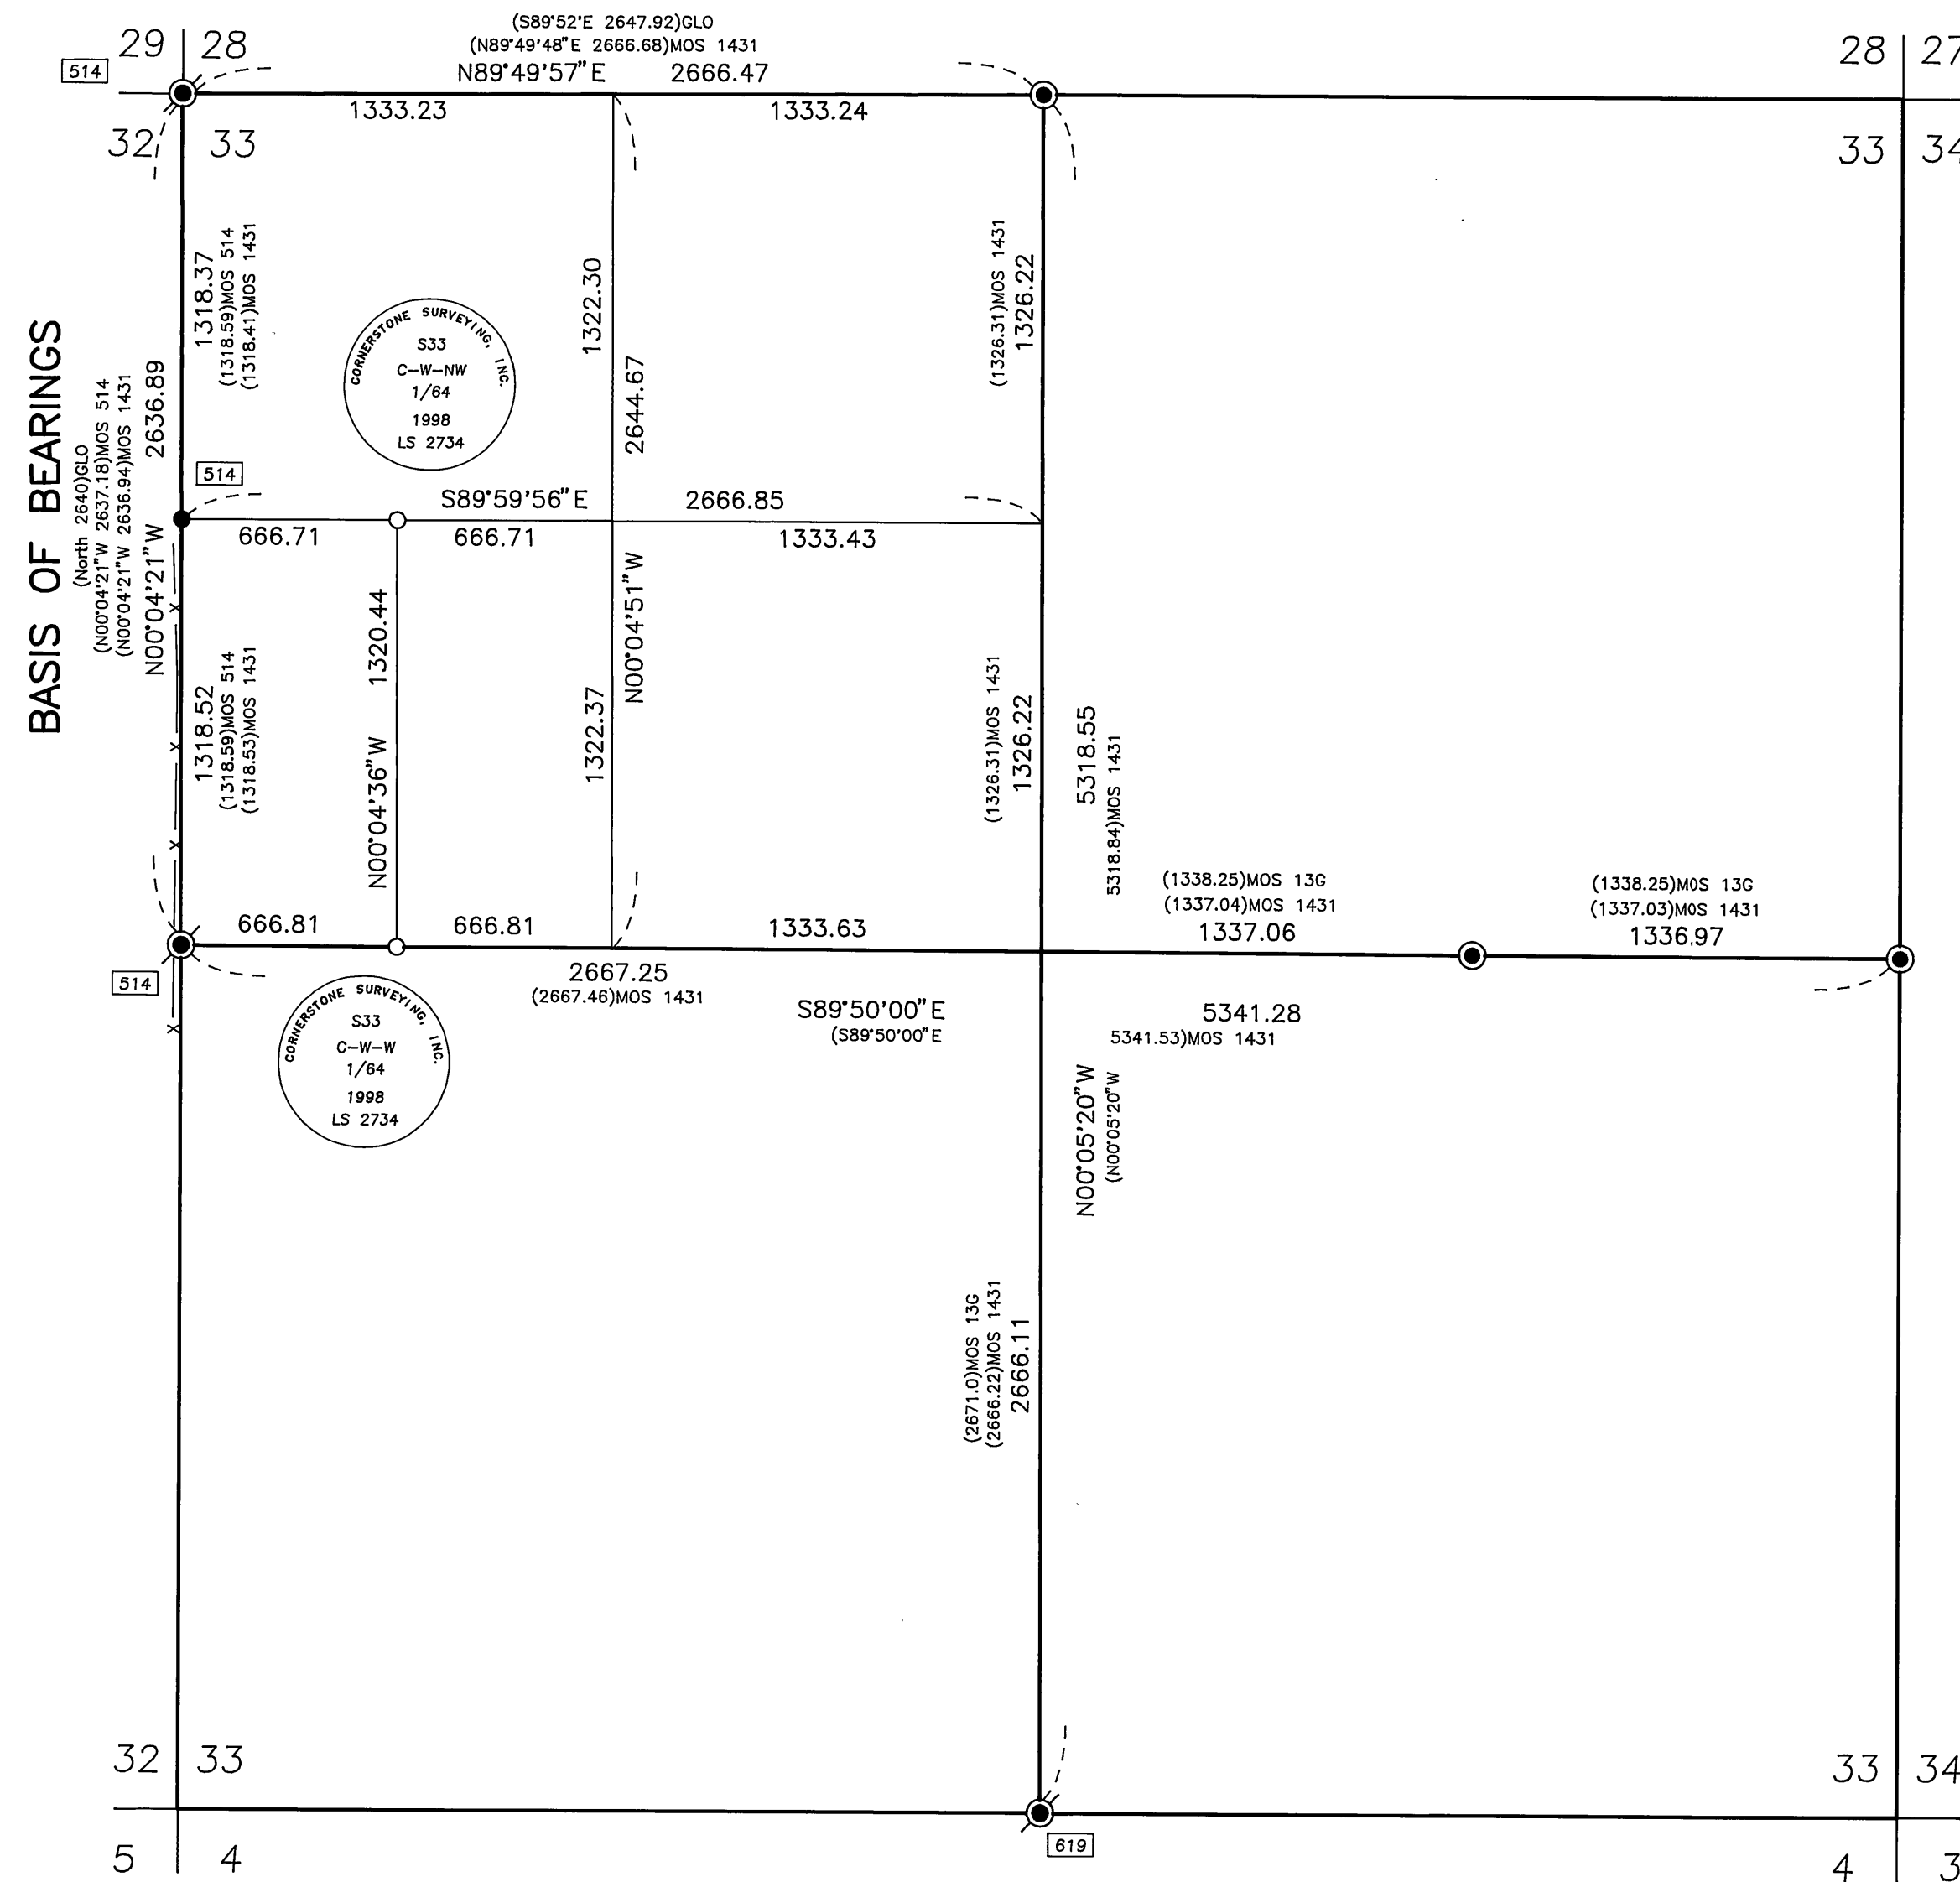 (S89°52'E 2647.92)GLO
(N89°49'48"E 2666.68)MOS 1431
N89°49'57"E 2666.47
29 28
28 27
514
1333.23
1333.24
32 33
33 34
BASIS OF BEARINGS
(North 2640)GLO
(N00°04'21"W 2637.18)MOS 514
(N00°04'21"W 2636.94)MOS 1431
N00°04'21"W 2636.89
1318.37
(1318.59)MOS 514
(1318.41)MOS 1431
CORNERSTONE SURVEYING, INC.
S33
C-W-NW
1/64
1998
LS 2734
1322.30
2644.67
(1326.31)MOS 1431
1326.22
514
S89°59'56"E 2666.85
666.71
666.71
1333.43
1318.52
(1318.59)MOS 514
(1318.53)MOS 1431
N00°04'36"W 1320.44
1322.37
N00°04'51"W
(1326.31)MOS 1431
1326.22
5318.55
5318.84)MOS 1431
(1338.25)MOS 13G
(1337.04)MOS 1431
1337.06
(1338.25)MOS 13G
(1337.03)MOS 1431
1336.97
666.81
666.81
1333.63
514
2667.25
(2667.46)MOS 1431
S89°50'00"E
(S89°50'00"E
5341.28
5341.53)MOS 1431
CORNERSTONE SURVEYING, INC.
S33
C-W-W
1/64
1998
LS 2734
N00°05'20"W
(N00°05'20"W
(2671.0)MOS 13G
(2666.22)MOS 1431
2666.11
32 33
33 34
619
5 4
4 3